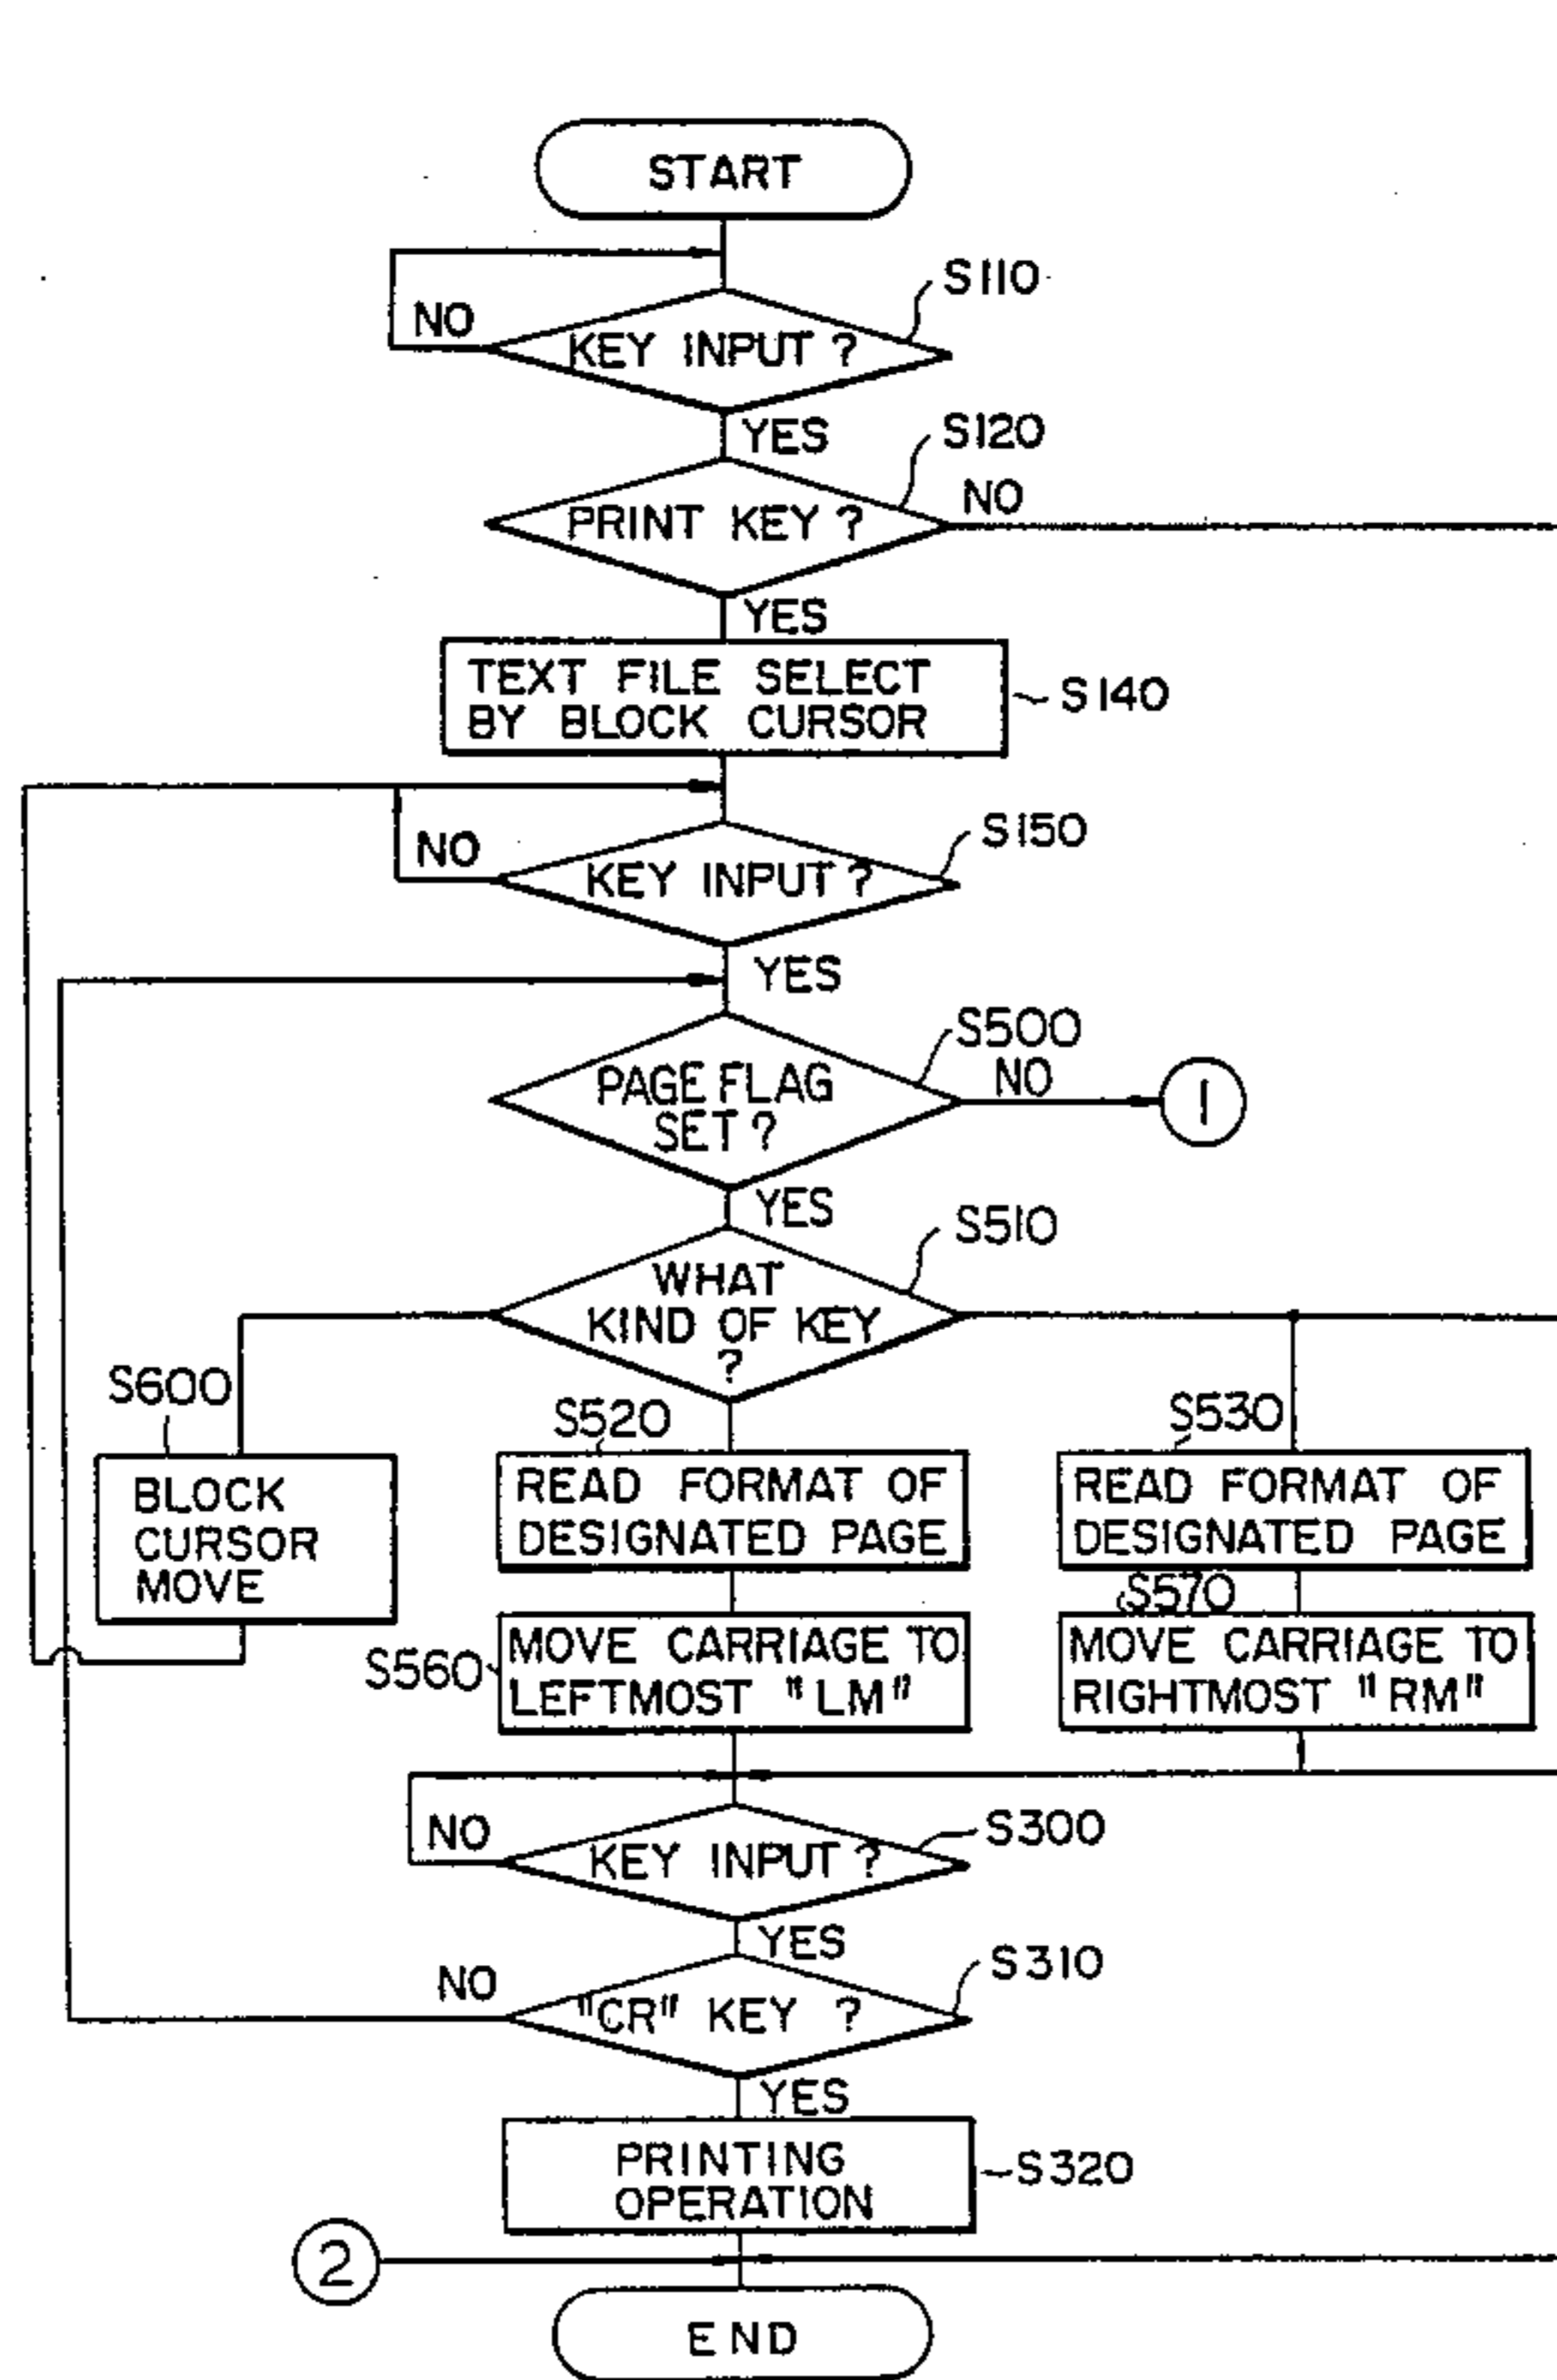 START
S110
NO
KEY INPUT ?
YES
S120
NO
PRINT KEY ?
YES
TEXT FILE SELECT
BY BLOCK CURSOR
S140
S150
NO
KEY INPUT ?
YES
S500
NO
PAGE FLAG
SET ?
1
YES
S510
WHAT
KIND OF KEY
?
S600
S520
S530
BLOCK
CURSOR
MOVE
READ FORMAT OF
DESIGNATED PAGE
READ FORMAT OF
DESIGNATED PAGE
S570
S560
MOVE CARRIAGE TO
LEFTMOST "LM"
MOVE CARRIAGE TO
RIGHTMOST "RM"
NO
S300
KEY INPUT ?
YES
S310
NO
"CR" KEY ?
YES
PRINTING
OPERATION
S320
2
END